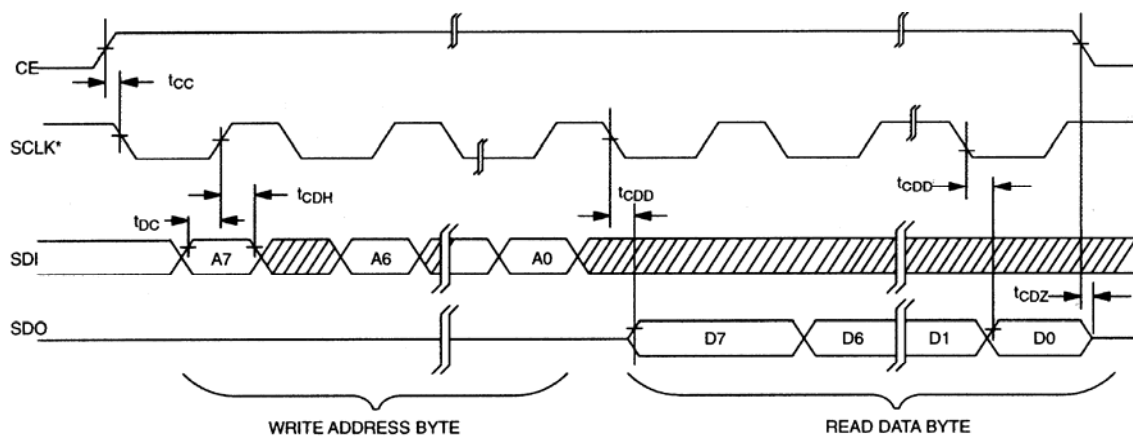 CE
tCC
SCLK*
tCDH
tCDD
tCDD
tDC
SDI
A7
A6
A0
tCDZ
SDO
D7
D6
D1
D0
WRITE ADDRESS BYTE
READ DATA BYTE